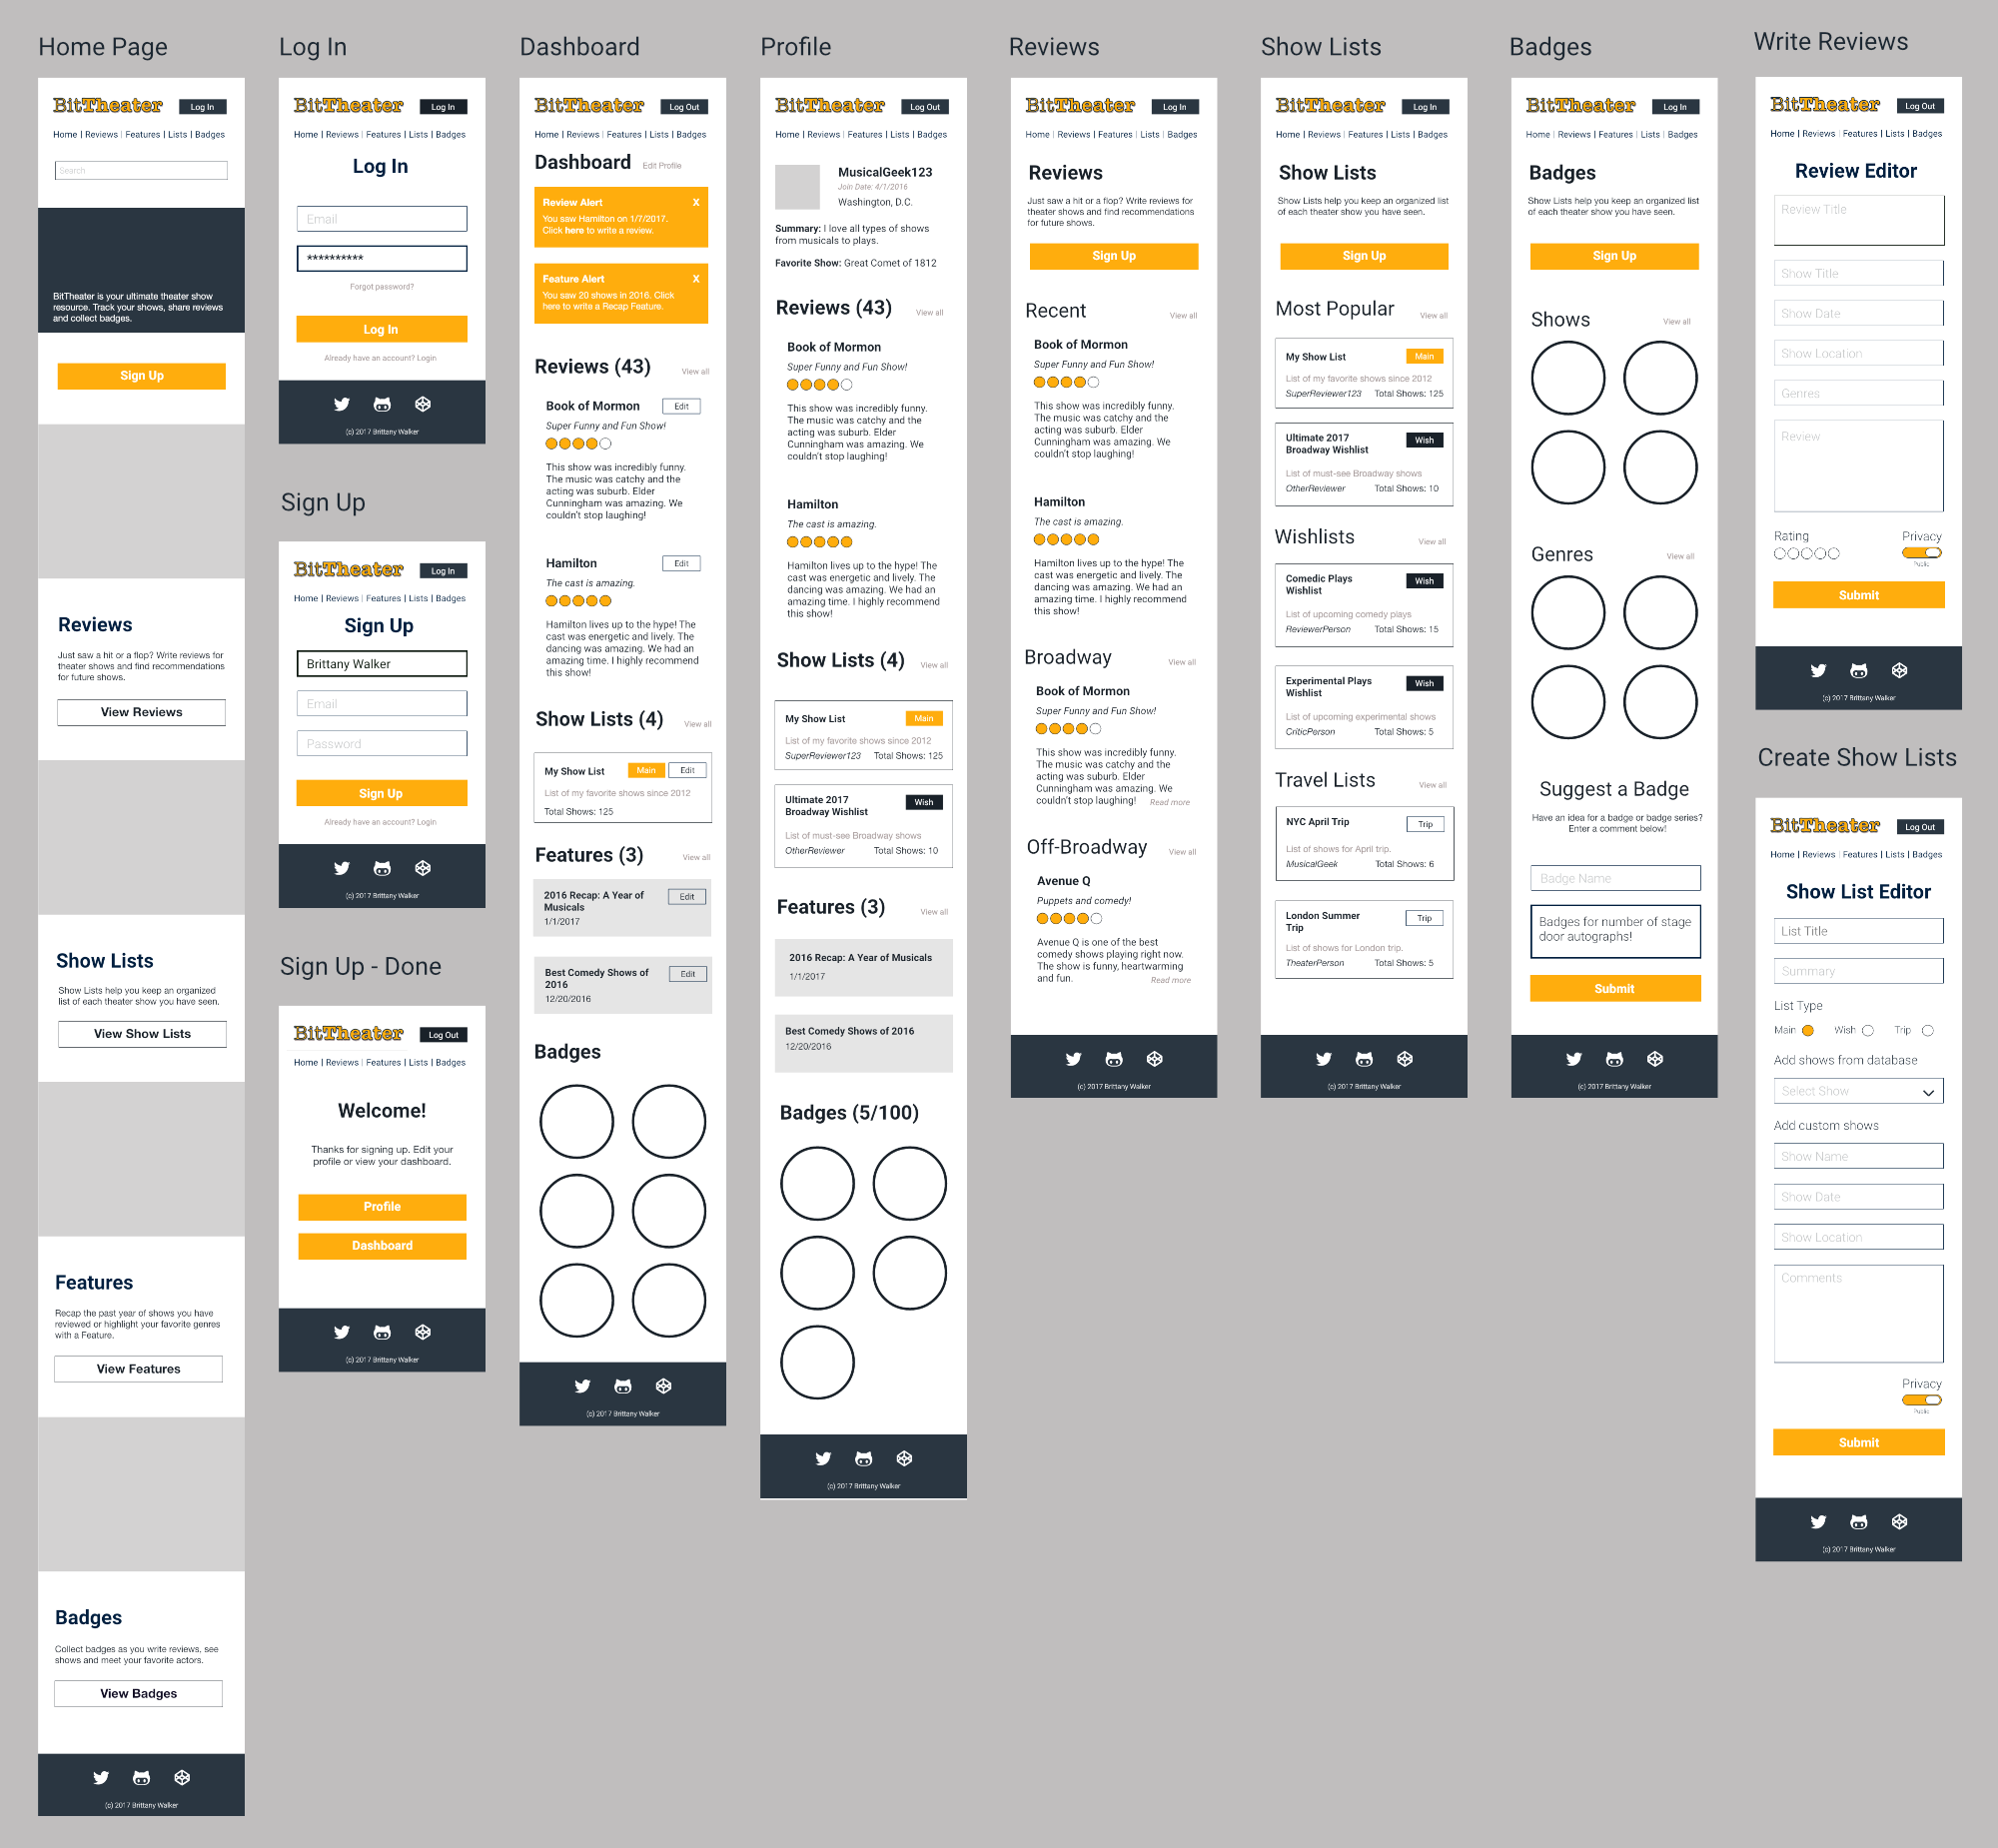 Home Page
BitTheater
Log In
Home | Reviews | Features | Lists | Badges
Search
BitTheater is your ultimate theater show
resource. Track your shows, share reviews
and collect badges.
Sign Up
Reviews
Just saw a hit or a flop? Write reviews for
theater shows and find recommendations
for future shows.
View Reviews
Show Lists
Show Lists help you keep an organized
list of each theater show you have seen.
View Show Lists
Features
Recap the past year of shows you have
reviewed or highlight your favorite genres
with a Feature.
View Features
Badges
Collect badges as you write reviews, see
shows and meet your favorite actors.
View Badges
(c) 2017 Brittany Walker
Log In
BitTheater
Log In
Home | Reviews | Features | Lists | Badges
Log In
Email
**********
Forgot password?
Log In
Already have an account? Login
(c) 2017 Brittany Walker
Sign Up
BitTheater
Log In
Home | Reviews | Features | Lists | Badges
Sign Up
Brittany Walker
Email
Password
Sign Up
Already have an account? Login
(c) 2017 Brittany Walker
Sign Up - Done
BitTheater
Log Out
Home | Reviews | Features | Lists | Badges
Welcome!
Thanks for signing up. Edit your
profile or view your dashboard.
Profile
Dashboard
(c) 2017 Brittany Walker
Dashboard
BitTheater
Log Out
Home | Reviews | Features | Lists | Badges
Dashboard
Edit Profile
Review Alert
X
You saw Hamilton on 1/7/2017.
Click here to write a review.
Feature Alert
X
You saw 20 shows in 2016. Click
here to write a Recap Feature.
Reviews (43)
View all
Book of Mormon
Edit
Super Funny and Fun Show!
This show was incredibly funny.
The music was catchy and the
acting was suburb. Elder
Cunningham was amazing. We
couldn't stop laughing!
Hamilton
Edit
The cast is amazing.
Hamilton lives up to the hype! The
cast was energetic and lively. The
dancing was amazing. We had an
amazing time. I highly recommend
this show!
Show Lists (4)
View all
My Show List
Main
Edit
List of my favorite shows since 2012
Total Shows: 125
Features (3)
View all
2016 Recap: A Year of
Musicals
Edit
1/1/2017
Best Comedy Shows of
2016
Edit
12/20/2016
Badges
(c) 2017 Brittany Walker
Profile
BitTheater
Log Out
Home | Reviews | Features | Lists | Badges
MusicalGeek123
Join Date: 4/1/2016
Washington, D.C.
Summary: I love all types of shows
from musicals to plays.
Favorite Show: Great Comet of 1812
Reviews (43)
View all
Book of Mormon
Super Funny and Fun Show!
This show was incredibly funny.
The music was catchy and the
acting was suburb. Elder
Cunningham was amazing. We
couldn't stop laughing!
Hamilton
The cast is amazing.
Hamilton lives up to the hype! The
cast was energetic and lively. The
dancing was amazing. We had an
amazing time. I highly recommend
this show!
Show Lists (4)
View all
My Show List
Main
List of my favorite shows since 2012
SuperReviewer123
Total Shows: 125
Ultimate 2017
Broadway Wishlist
Wish
List of must-see Broadway shows
OtherReviewer
Total Shows: 10
Features (3)
View all
2016 Recap: A Year of Musicals
1/1/2017
Best Comedy Shows of 2016
12/20/2016
Badges (5/100)
(c) 2017 Brittany Walker
Reviews
BitTheater
Log In
Home | Reviews | Features | Lists | Badges
Reviews
Just saw a hit or a flop? Write reviews for
theater shows and find recommendations
for future shows.
Sign Up
Recent
View all
Book of Mormon
Super Funny and Fun Show!
This show was incredibly funny.
The music was catchy and the
acting was suburb. Elder
Cunningham was amazing. We
couldn't stop laughing!
Hamilton
The cast is amazing.
Hamilton lives up to the hype! The
cast was energetic and lively. The
dancing was amazing. We had an
amazing time. I highly recommend
this show!
Broadway
View all
Book of Mormon
Super Funny and Fun Show!
This show was incredibly funny.
The music was catchy and the
acting was suburb. Elder
Cunningham was amazing. We
couldn't stop laughing!
Read more
Off-Broadway
View all
Avenue Q
Puppets and comedy!
Avenue Q is one of the best
comedy shows playing right now.
The show is funny, heartwarming
and fun.
Read more
(c) 2017 Brittany Walker
Show Lists
BitTheater
Log In
Home | Reviews | Features | Lists | Badges
Show Lists
Show Lists help you keep an organized list
of each theater show you have seen.
Sign Up
Most Popular
View all
My Show List
Main
List of my favorite shows since 2012
SuperReviewer123
Total Shows: 125
Ultimate 2017
Broadway Wishlist
Wish
List of must-see Broadway shows
OtherReviewer
Total Shows: 10
Wishlists
View all
Comedic Plays
Wishlist
Wish
List of upcoming comedy plays
ReviewerPerson
Total Shows: 15
Experimental Plays
Wishlist
Wish
List of upcoming experimental shows
CriticPerson
Total Shows: 5
Travel Lists
View all
NYC April Trip
Trip
List of shows for April trip.
MusicalGeek
Total Shows: 6
London Summer
Trip
Trip
List of shows for London trip.
TheaterPerson
Total Shows: 5
(c) 2017 Brittany Walker
Badges
BitTheater
Log In
Home | Reviews | Features | Lists | Badges
Badges
Show Lists help you keep an organized list
of each theater show you have seen.
Sign Up
Shows
View all
Genres
View all
Suggest a Badge
Have an idea for a badge or badge series?
Enter a comment below!
Badge Name
Badges for number of stage
door autographs!
Submit
(c) 2017 Brittany Walker
Write Reviews
BitTheater
Log Out
Home | Reviews | Features | Lists | Badges
Review Editor
Review Title
Show Title
Show Date
Show Location
Genres
Review
Rating
Privacy
Public
Submit
(c) 2017 Brittany Walker
Create Show Lists
BitTheater
Log Out
Home | Reviews | Features | Lists | Badges
Show List Editor
List Title
Summary
List Type
Main
Wish
Trip
Add shows from database
Select Show
Add custom shows
Show Name
Show Date
Show Location
Comments
Privacy
Public
Submit
(c) 2017 Brittany Walker